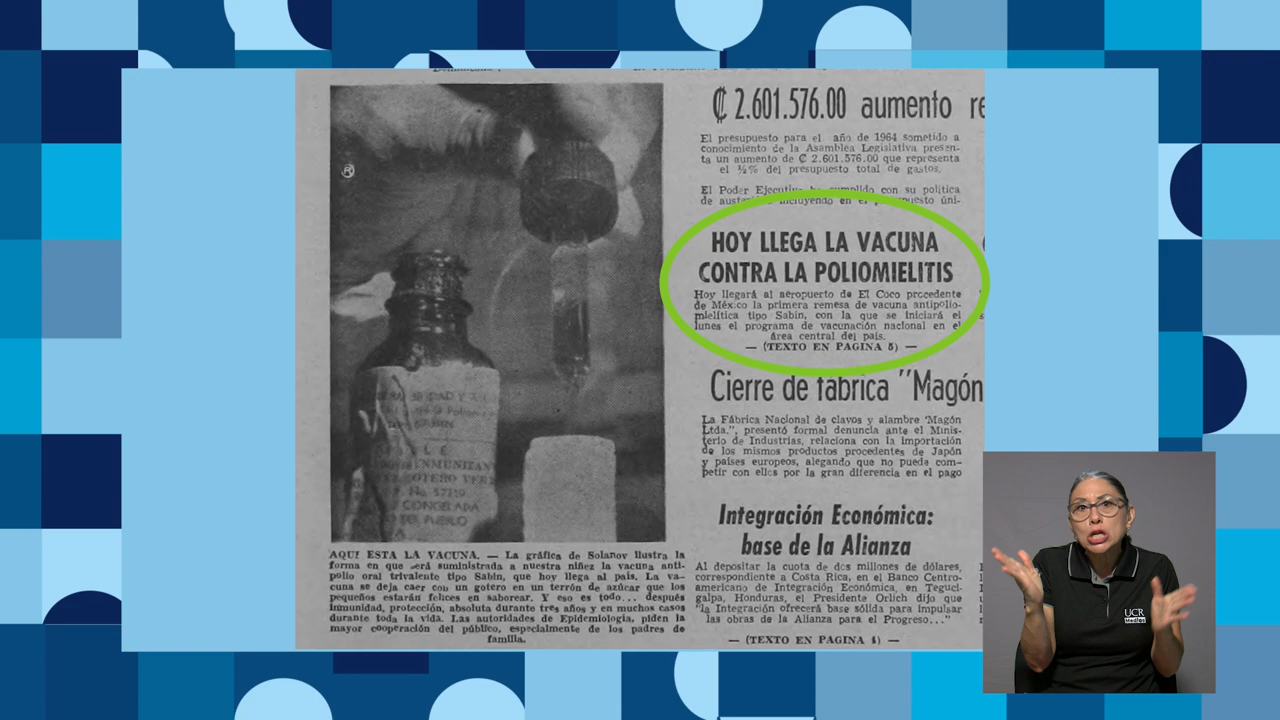 AQUI ESTA LA VACUNA. — La gráfica de Solanov ilustra la
forma en que será suministrada a nuestra niñez la vacuna anti-
polio oral trivalente tipo Sabin, que hoy llega al país. La va-
cuna se deja caer con un gotero en un terrón de azúcar que los
pequeños estarán felices en saborear. Y eso es todo... después
inmunidad, protección, absoluta durante tres años y en muchos casos
durante toda la vida. Las autoridades de Epidemiología, piden la
mayor cooperación del público, especialmente de los padres de
familia.
₡ 2.601.576.00 aumento
El presupuesto para el año de 1964 sometido a
conocimiento de la Asamblea Legislativa presen-
ta un aumento de ₡ 2.601.576.00 que representa
el ½% del presupuesto total de gastos.
El Poder Ejecutivo ha cumplido con su política
de austeridad incluyendo en el presupuesto úni-
HOY LLEGA LA VACUNA
CONTRA LA POLIOMIELITIS
Hoy llegará al aeropuerto de El Coco procedente
de México la primera remesa de vacuna antipolio-
mielítica tipo Sabin, con la que se iniciará el
lunes el programa de vacunación nacional en el
área central del país.
— (TEXTO EN PAGINA 5) —
Cierre de fábrica "Magón
La Fábrica Nacional de clavos y alambre 'Magón
Ltda.", presentó formal denuncia ante el Minis-
terio de Industrias, relaciona con la importación
de los mismos productos procedentes de Japón
y países europeos, alegando que no puede com-
petir con ellos por la gran diferencia en el pago
Integración Económica:
base de la Alianza
Al depositar la cuota de dos millones de dólares,
correspondiente a Costa Rica, en el Banco Centro-
americano de Integración Económica, en Teguci-
galpa, Honduras, el Presidente Orlich dijo que
"la Integración ofrecerá base sólida para impulsar
las obras de la Alianza para el Progreso..."
— (TEXTO EN PAGINA 4) —
CONGELADA
DEL PUEBLO
UCR
Medios